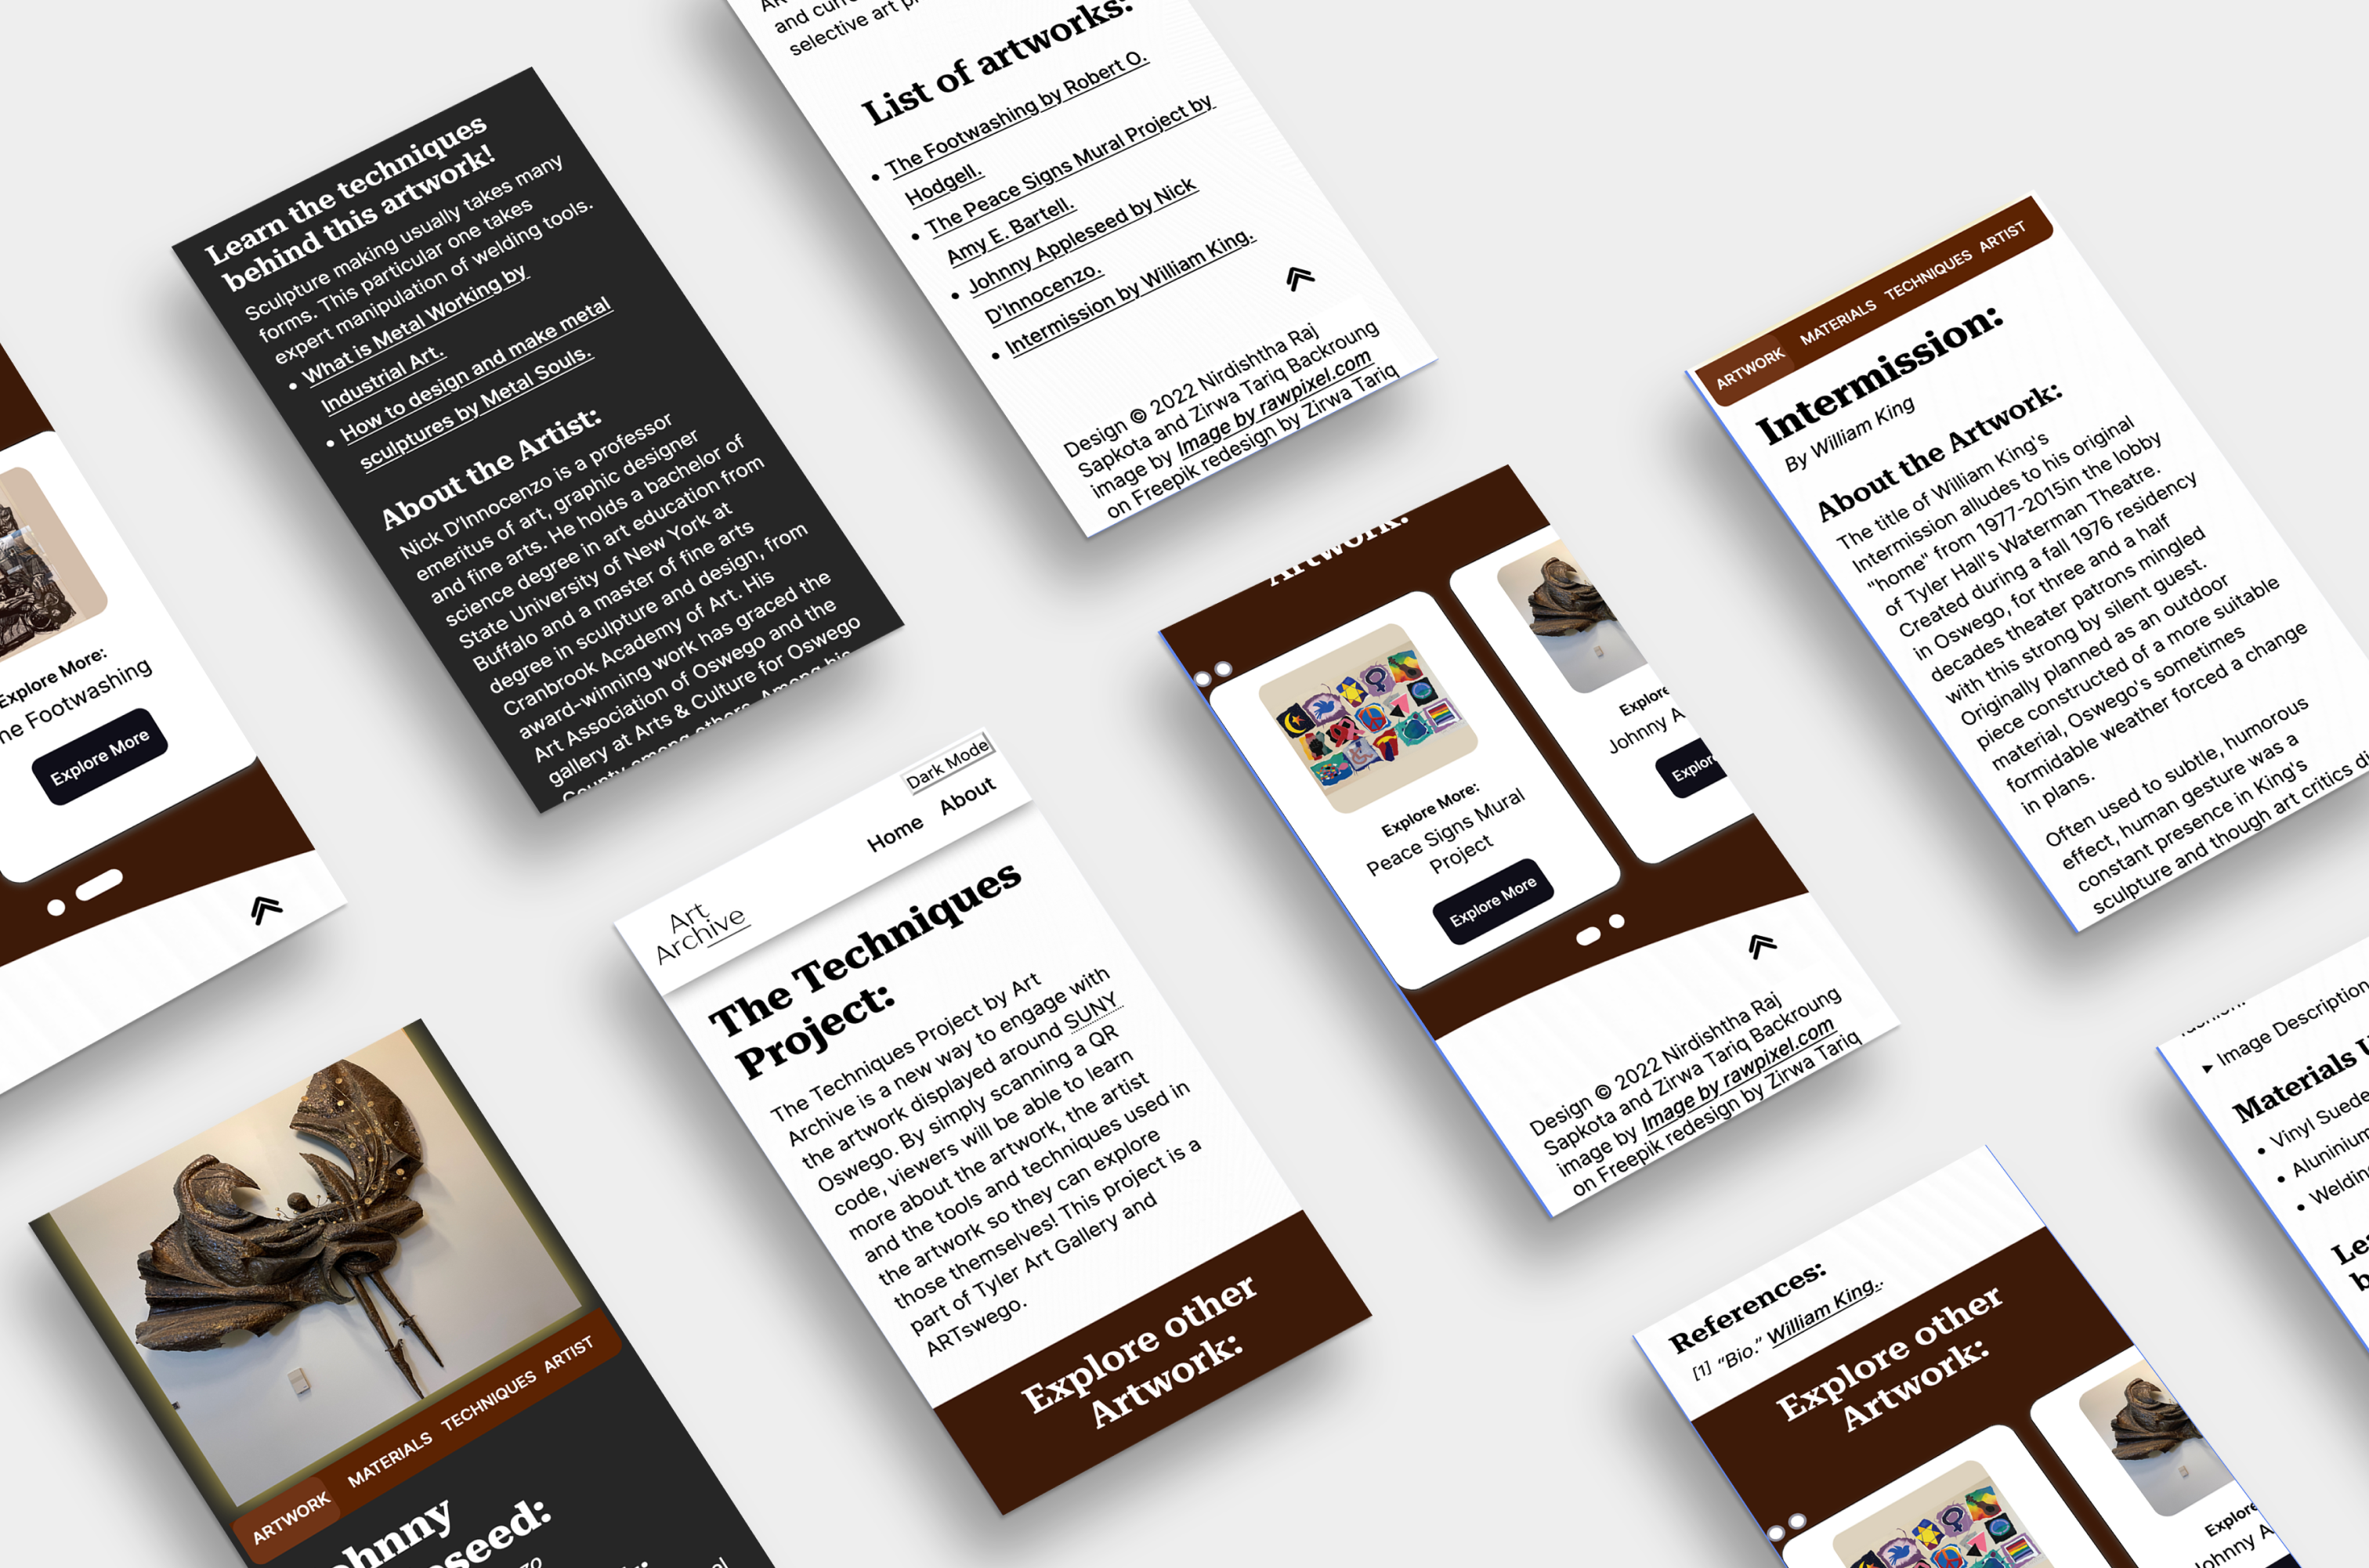 Explore More:
Footwashing
Explore More
Learn the techniques
behind this artwork!
Sculpture making usually takes many
forms. This particular one takes
expert manipulation of welding tools.
• What is Metal Working by
Industrial Art.
• How to design and make metal
sculptures by Metal Souls.
About the Artist:
Nick D'Innocenzo is a professor
emeritus of art, graphic designer
and fine arts. He holds a bachelor of
science degree in art education from
State University of New York at
Buffalo and a master of fine arts
degree in sculpture and design, from
Cranbrook Academy of Art. His
award-winning work has graced the
Art Association of Oswego and the
gallery at Arts & Culture for Oswego
County among others. Among his
and
selective art
List of artworks:
• The Footwashing by Robert O.
Hodgell.
• The Peace Signs Mural Project by
Amy E. Bartell.
• Johnny Appleseed by Nick
D'Innocenzo.
• Intermission by William King.
Design © 2022 Nirdishtha Raj
Sapkota and Zirwa Tariq Backroung
image by Image by rawpixel.com
on Freepik redesign by Zirwa Tariq
ARTWORK MATERIALS TECHNIQUES ARTIST
Intermission:
By William King
About the Artwork:
The title of William King's
Intermission alludes to his original
"home" from 1977-2015in the lobby
of Tyler Hall's Waterman Theatre.
Created during a fall 1976 residency
in Oswego, for three and a half
decades theater patrons mingled
with this strong by silent guest.
Originally planned as an outdoor
piece constructed of a more suitable
material, Oswego's sometimes
formidable weather forced a change
in plans.
Often used to subtle, humorous
effect, human gesture was a
constant presence in King's
sculpture and though art critics di
Artwork:
Explore More:
Peace Signs Mural
Project
Explore More
Explore
Johnny A
Explor
Design © 2022 Nirdishtha Raj
Sapkota and Zirwa Tariq Backroung
image by Image by rawpixel.com
on Freepik redesign by Zirwa Tariq
Dark Mode
Home About
Art
Archive
The Techniques
Project:
The Techniques Project by Art
Archive is a new way to engage with
the artwork displayed around SUNY
Oswego. By simply scanning a QR
code, viewers will be able to learn
more about the artwork, the artist
and the tools and techniques used in
the artwork so they can explore
those themselves! This project is a
part of Tyler Art Gallery and
ARTswego.
Explore other
Artwork:
ARTWORK MATERIALS TECHNIQUES ARTIST
ohnny
seed:
▸ Image Description
Materials U
• Vinyl Suede
• Aluninium
• Welding
Lea
b
References:
[1] “Bio.” William King..
Explore other
Artwork:
Explore
Johnny A